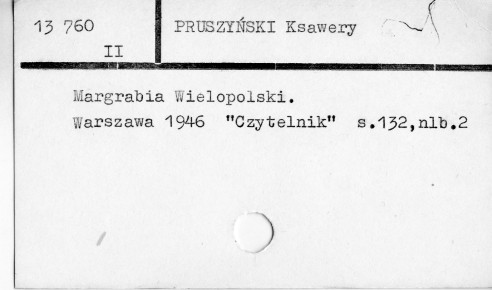 13 760
II
PRUSZYŃSKI Ksawery
Margrabia Wielopolski.
Warszawa 1946 "Czytelnik" s.132,nlb.2